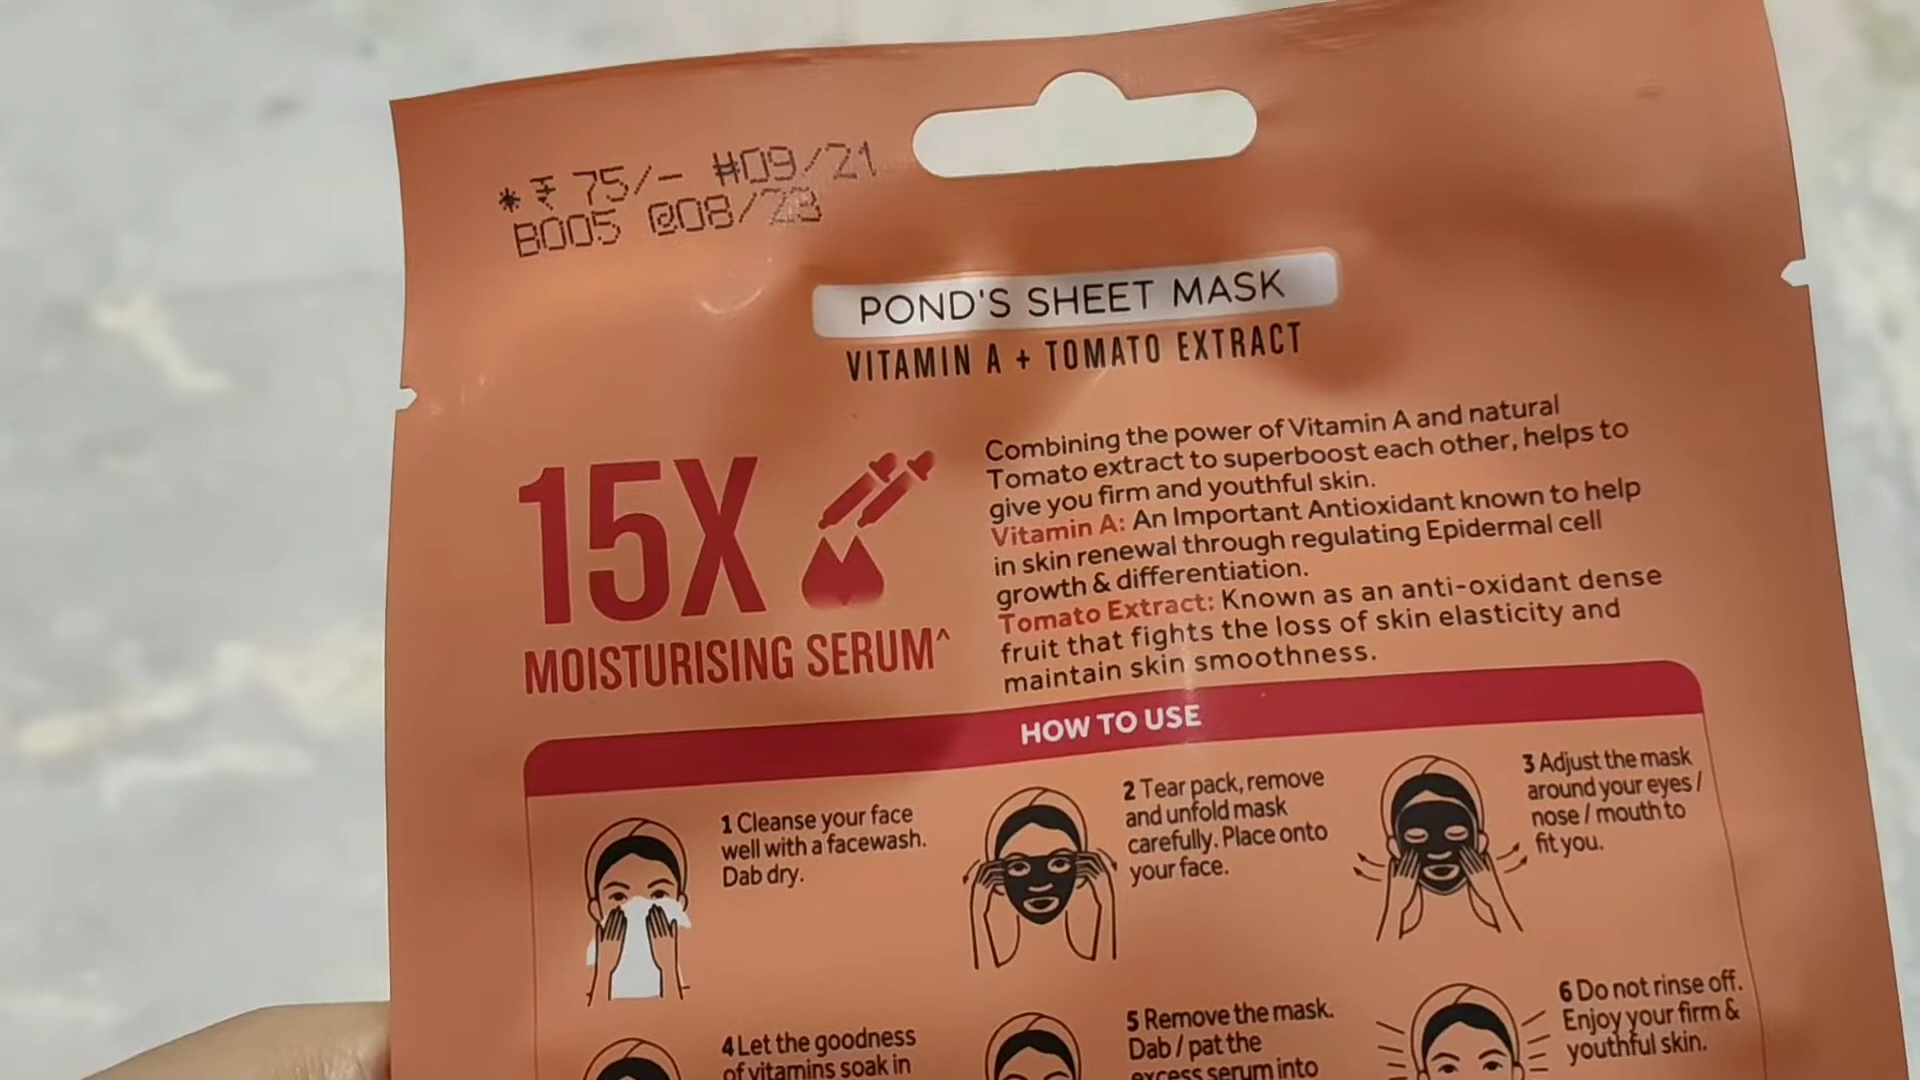 *₹ 75/- #09/21
B005 @08/23
POND'S SHEET MASK
VITAMIN A + TOMATO EXTRACT
15X
MOISTURISING SERUM^
Combining the power of Vitamin A and natural
Tomato extract to superboost each other, helps to
give you firm and youthful skin.
Vitamin A: An Important Antioxidant known to help
in skin renewal through regulating Epidermal cell
growth & differentiation.
Tomato Extract: Known as an anti-oxidant dense
fruit that fights the loss of skin elasticity and
maintain skin smoothness.
HOW TO USE
1 Cleanse your face
well with a facewash.
Dab dry.
2 Tear pack, remove
and unfold mask
carefully. Place onto
your face.
3 Adjust the mask
around your eyes /
nose / mouth to
fit you.
4 Let the goodness
of vitamins soak in
5 Remove the mask.
Dab / pat the
excess serum into
6 Do not rinse off.
Enjoy your firm &
youthful skin.